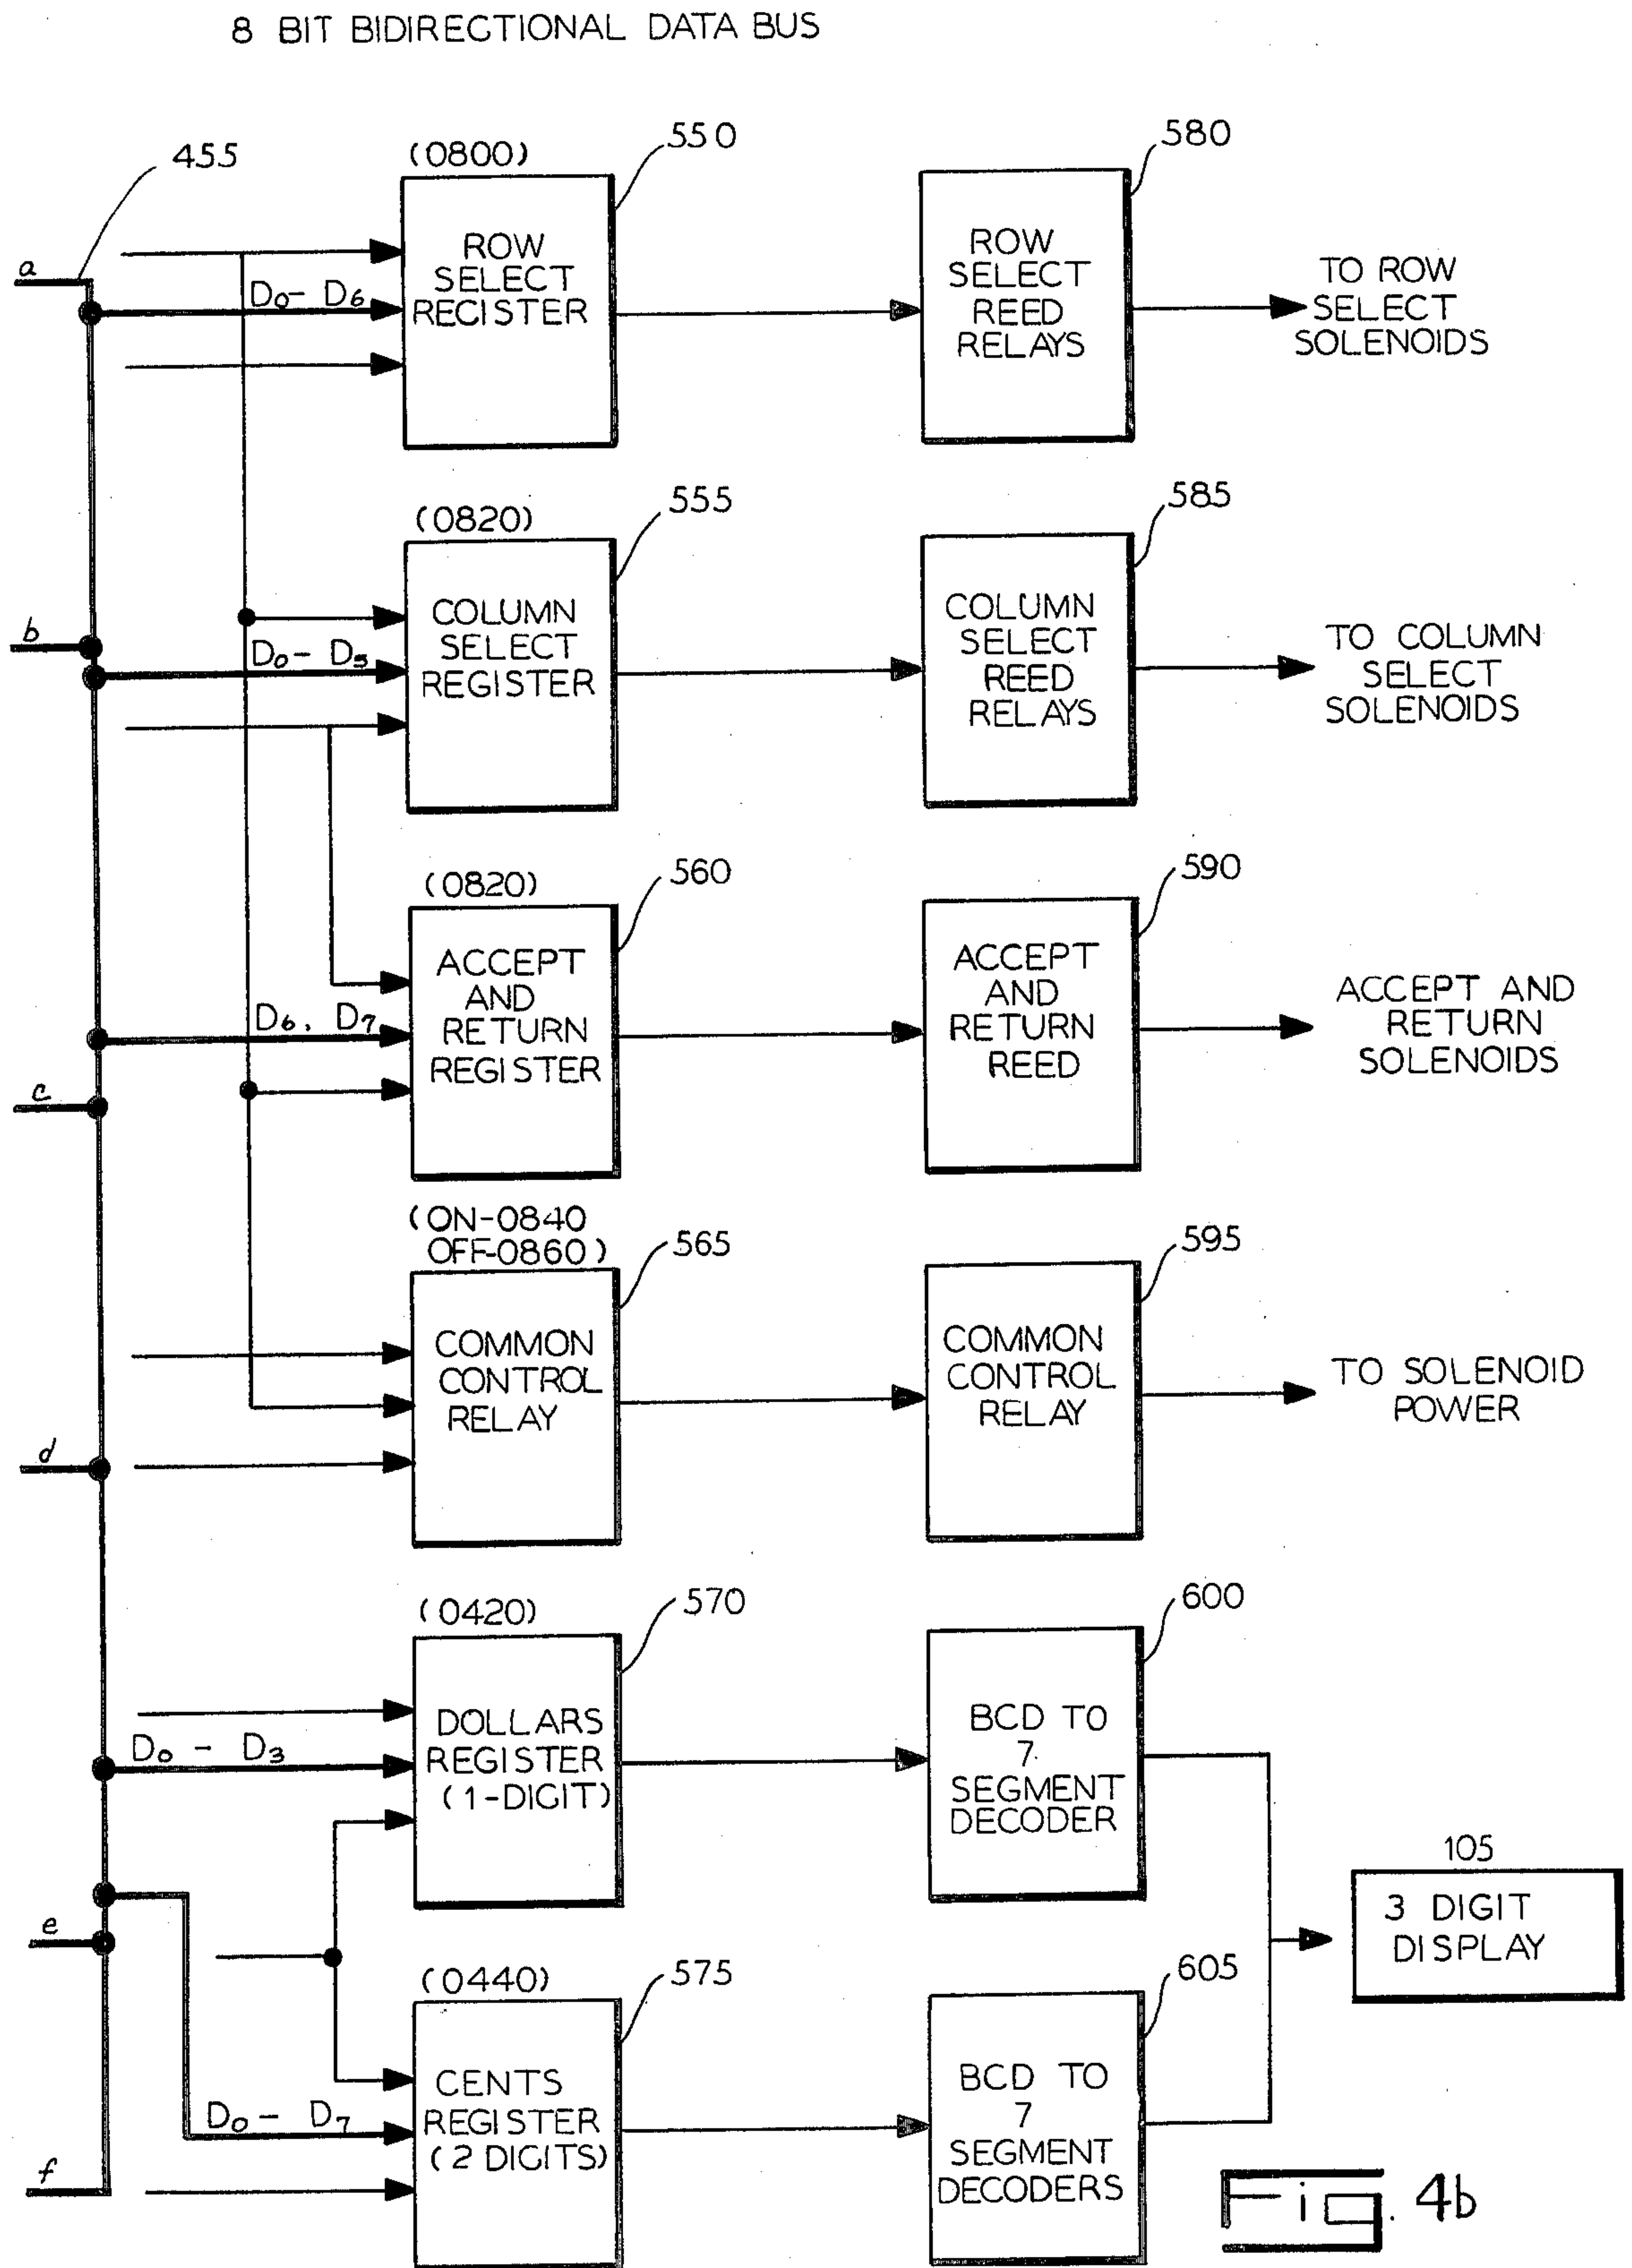 8 BIT BIDIRECTIONAL DATA BUS
455
(0800)
550
580
a
D0- D6
ROW
SELECT
RECISTER
ROW
SELECT
REED
RELAYS
TO ROW
SELECT
SOLENOIDS
(0820)
555
585
b
D0- D5
COLUMN
SELECT
REGISTER
COLUMN
SELECT
REED
RELAYS
TO COLUMN
SELECT
SOLENOIDS
(0820)
560
590
D6, D7
ACCEPT
AND
RETURN
REGISTER
ACCEPT
AND
RETURN
REED
ACCEPT AND
RETURN
SOLENOIDS
c
(ON-0840
OFF-0860)
565
595
COMMON
CONTROL
RELAY
COMMON
CONTROL
RELAY
TO SOLENOID
POWER
d
(0420)
570
600
D0 - D3
DOLLARS
REGISTER
(1-DIGIT)
BCD TO
7
SEGMENT
DECODER
105
3 DIGIT
DISPLAY
e
(0440)
575
605
D0 - D7
CENTS
REGISTER
(2 DIGITS)
BCD TO
7
SEGMENT
DECODERS
f
Fig. 4b